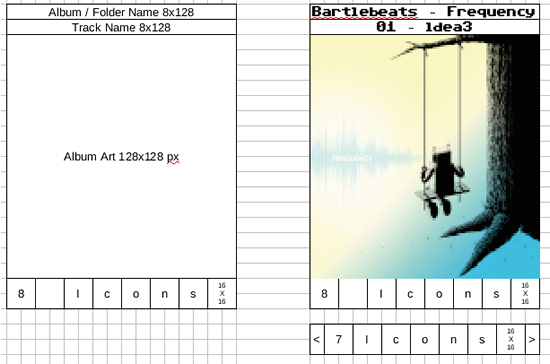 Album / Folder Name 8x128
Track Name 8x128
Album Art 128x128 px
8 I c o n s 16 X 16
Bartlebeats - Frequency
01 - Idea3
FREQUENCY
8 I c o n s 16 X 16
< 7 I c o n s 16 X 16 >